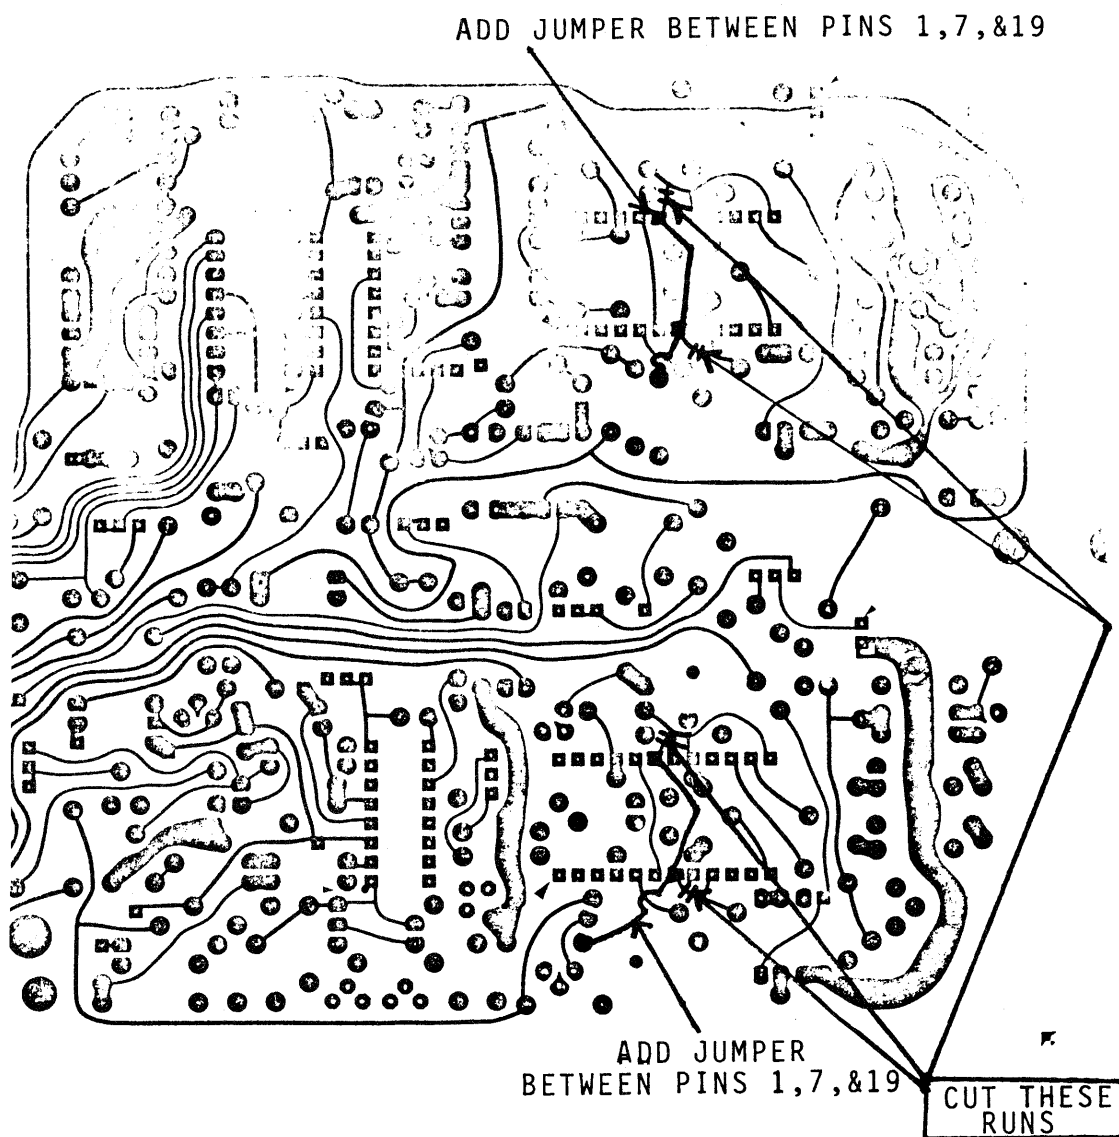 ADD JUMPER BETWEEN PINS 1,7,&19
ADD JUMPER
BETWEEN PINS 1,7,&19
CUT THESE
RUNS